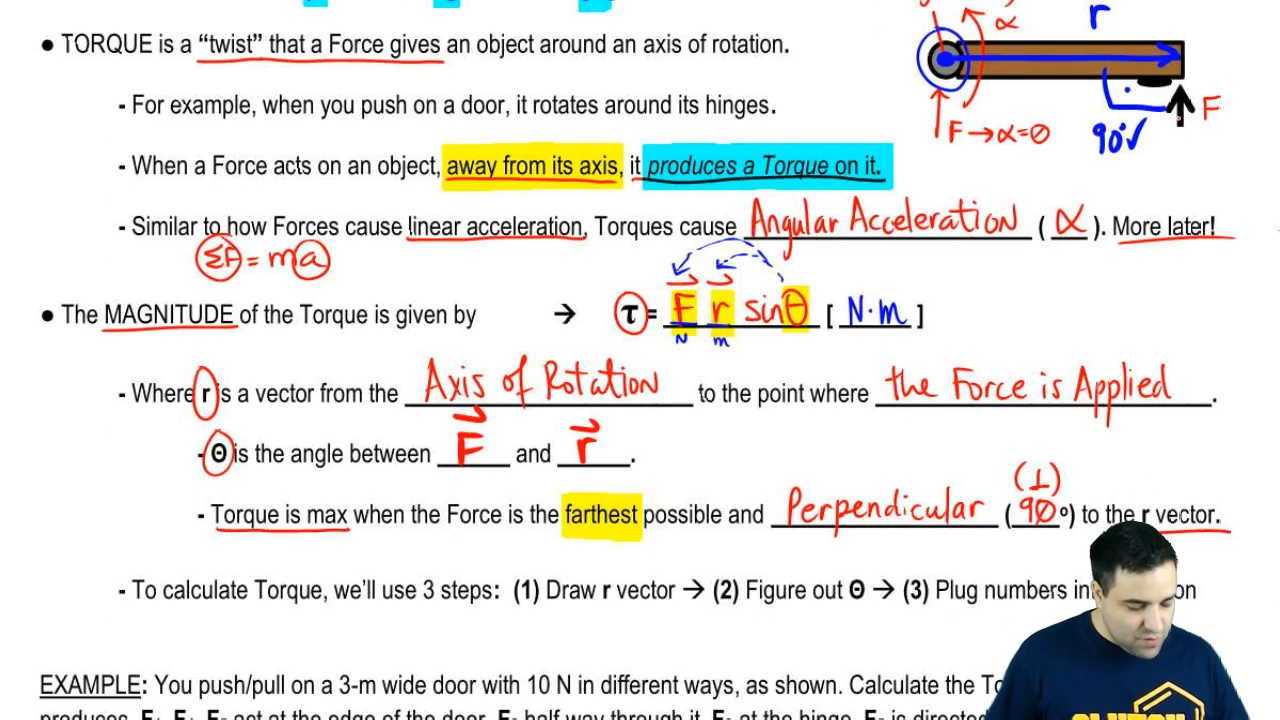 ● TORQUE is a “twist” that a Force gives an object around an axis of rotation.
α r
- For example, when you push on a door, it rotates around its hinges.
F
F→α=0 90°✓
- When a Force acts on an object, away from its axis, it produces a Torque on it.
- Similar to how Forces cause linear acceleration, Torques cause Angular Acceleration (α). More later!
ΣF = ma
● The MAGNITUDE of the Torque is given by → τ = F r sinθ [N·m]
N m
- Where r is a vector from the Axis of Rotation to the point where the Force is Applied.
- Θ is the angle between F and r.
(⊥)
- Torque is max when the Force is the farthest possible and Perpendicular (90º) to the r vector.
- To calculate Torque, we’ll use 3 steps: (1) Draw r vector → (2) Figure out Θ → (3) Plug numbers
EXAMPLE: You push/pull on a 3-m wide door with 10 N in different ways, as shown. Calculate the